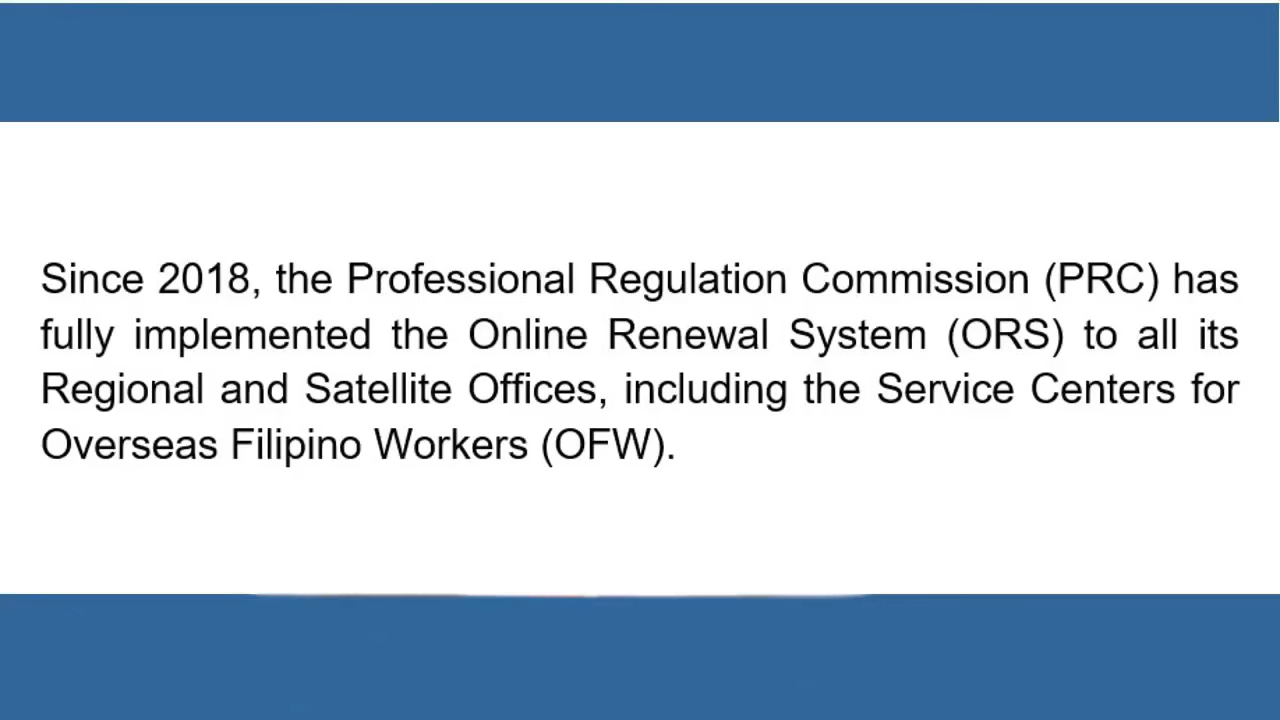 Since 2018, the Professional Regulation Commission (PRC) has
fully implemented the Online Renewal System (ORS) to all its
Regional and Satellite Offices, including the Service Centers for
Overseas Filipino Workers (OFW).